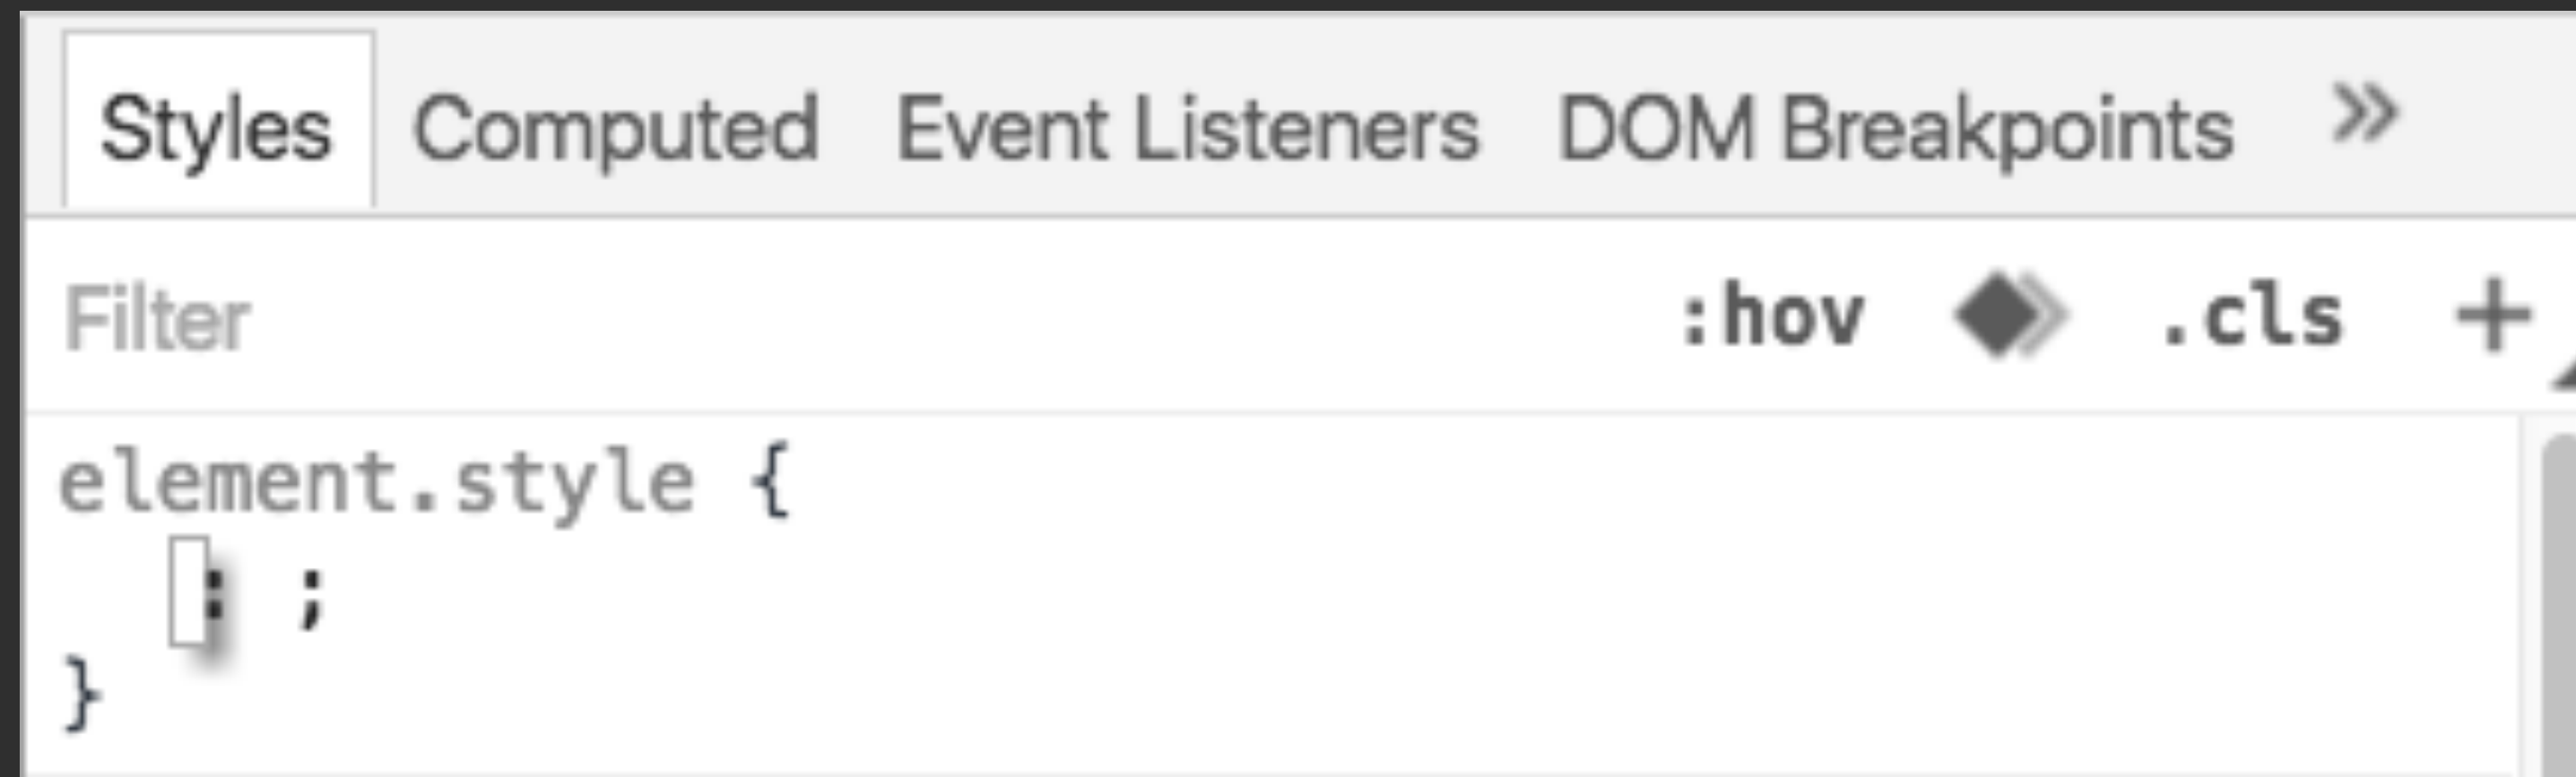 Styles Computed Event Listeners DOM Breakpoints »
Filter :hov .cls +
element.style {
: ;
}